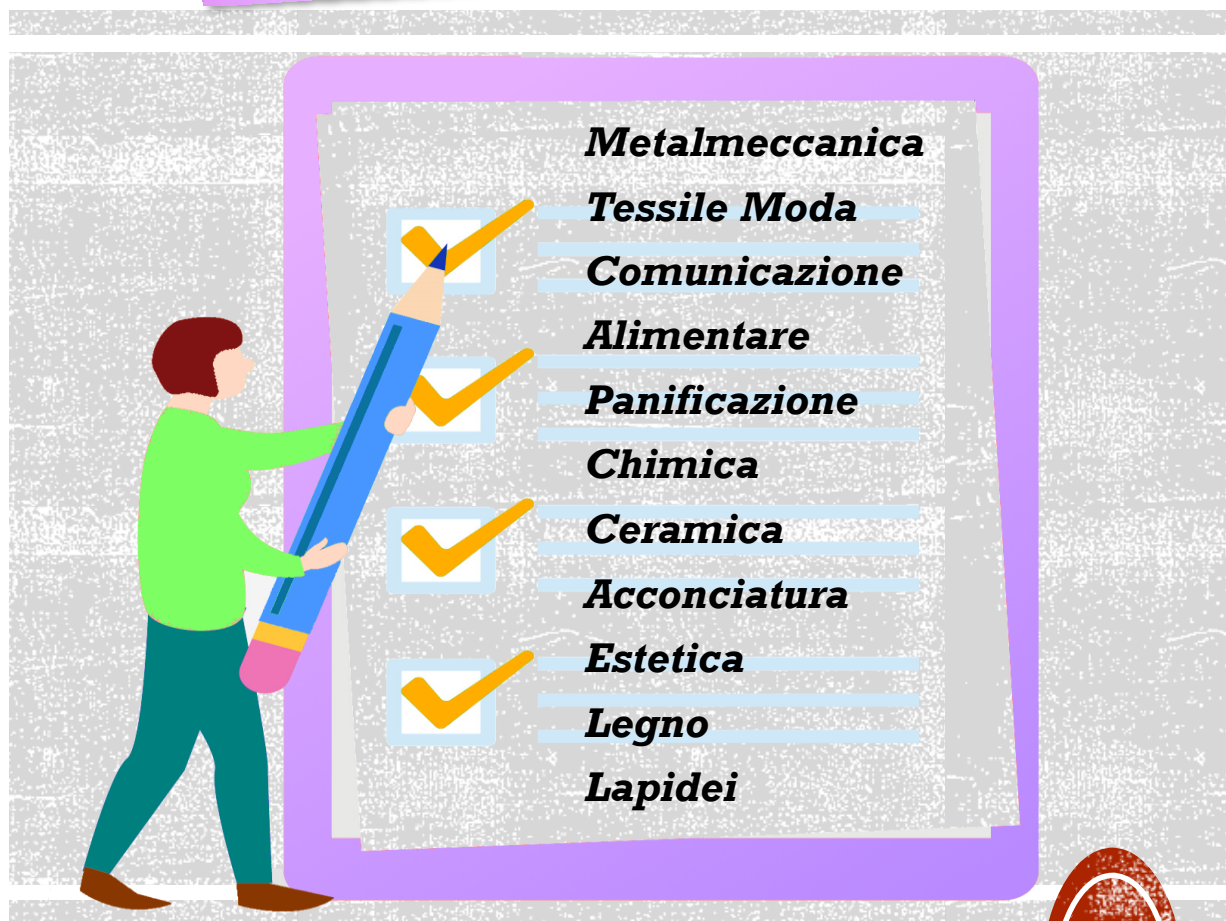 Metalmeccanica
Tessile Moda
Comunicazione
Alimentare
Panificazione
Chimica
Ceramica
Acconciatura
Estetica
Legno
Lapidei